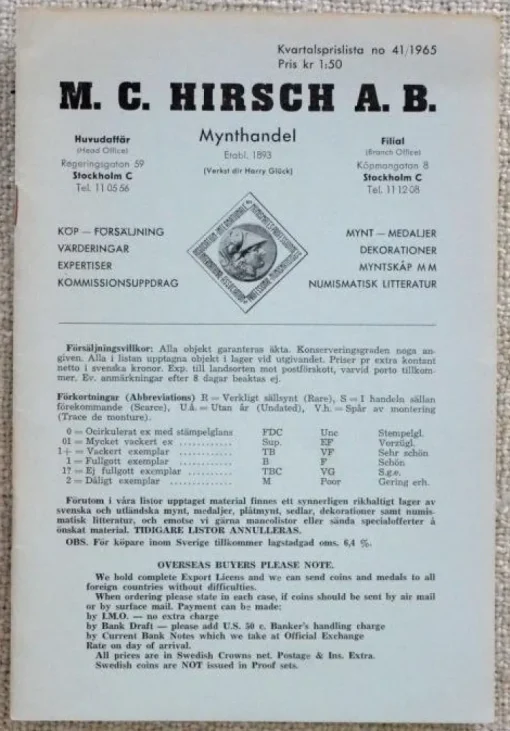 Kvartalsprislista no 41/1965
Pris kr 1:50
M. C. HIRSCH A. B.
Huvudaffär
(Head Office)
Regeringsgatan 59
Stockholm C
Tel. 11 05 56
Mynthandel
Etabl. 1893
(Verkst dir Harry Glück)
Filial
(Branch Office)
Köpmangatan 8
Stockholm C
Tel. 11 12 08
KÖP — FÖRSÄLJNING
VÄRDERINGAR
EXPERTISER
KOMMISSIONSUPPDRAG
MYNT — MEDALJER
DEKORATIONER
MYNTSKÅP M M
NUMISMATISK LITTERATUR
Försäljningsvillkor: Alla objekt garanteras äkta. Konserveringsgraden noga an-
given. Alla i listan upptagna objekt i lager vid utgivandet. Priser pr extra kontant
netto i svenska kronor. Exp. till landsorten mot postförskott, varvid porto tillkom-
mer. Ev. anmärkningar efter 8 dagar beaktas ej.
Förkortningar (Abbreviations) R = Verkligt sällsynt (Rare), S = I handeln sällan
förekommande (Scarce), U.å. = Utan år (Undated), V.h. = Spår av montering
(Trace de monture).
0 = Ocirkulerat ex med stämpelglans FDC Unc Stempelgl.
01 = Mycket vackert ex ............ Sup. EF Vorzügl.
1+ = Vackert exemplar ............ TB VF Sehr schön
1 = Fullgott exemplar ............ B F Schön
1? = Ej fullgott exemplar ............ TBC VG S.g.e.
2 = Dåligt exemplar ............ M Poor Gering erh.
Förutom i våra listor upptaget material finnes ett synnerligen rikhaltigt lager av
svenska och utländska mynt, medaljer, plåtmynt, sedlar, dekorationer samt numis-
matisk litteratur, och emotse vi gärna mancolistor eller sända specialofferter å
önskat material. TIDIGARE LISTOR ANNULLERAS.
OBS. För köpare inom Sverige tillkommer lagstadgad oms. 6,4 %.
OVERSEAS BUYERS PLEASE NOTE.
We hold complete Export Licens and we can send coins and medals to all
foreign countries without difficulties.
When ordering please state in each case, if coins should be sent by air mail
or by surface mail. Payment can be made:
by I.M.O. — no extra charge
by Bank Draft — please add U.S. 50 c. Banker's handling charge
by Current Bank Notes which we take at Official Exchange
Rate on day of arrival.
All prices are in Swedish Crowns net. Postage & Ins. Extra.
Swedish coins are NOT issued in Proof sets.